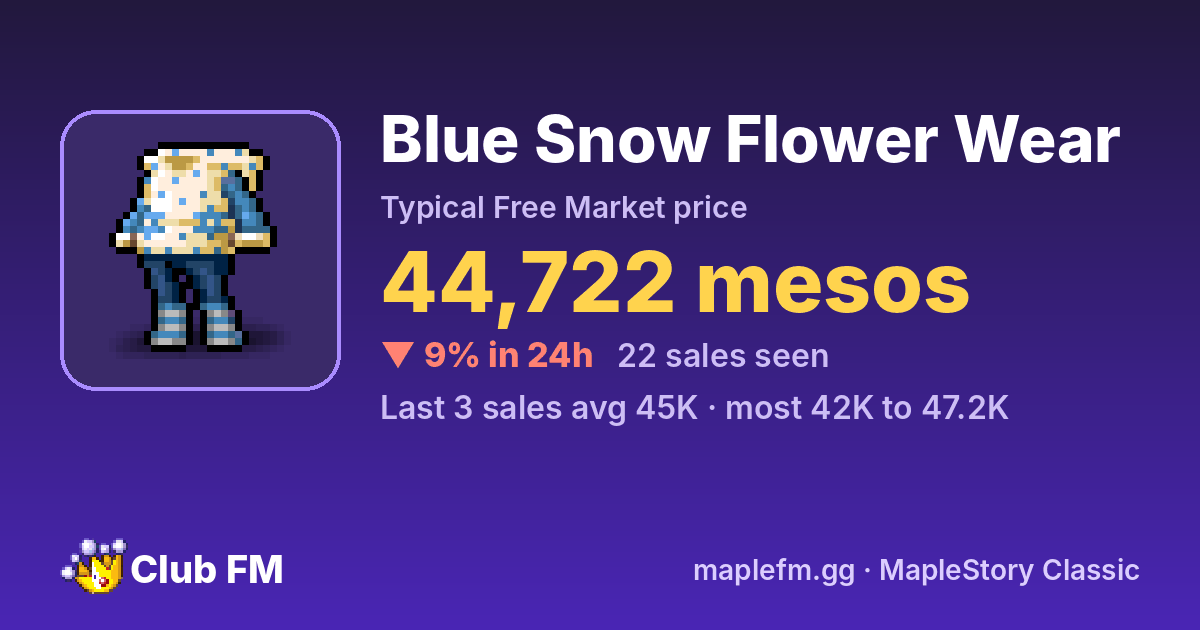 Blue Snow Flower Wear
Typical Free Market price
44,722 mesos
▼ 9% in 24h 22 sales seen
Last 3 sales avg 45K · most 42K to 47.2K
Club FM
maplefm.gg · MapleStory Classic